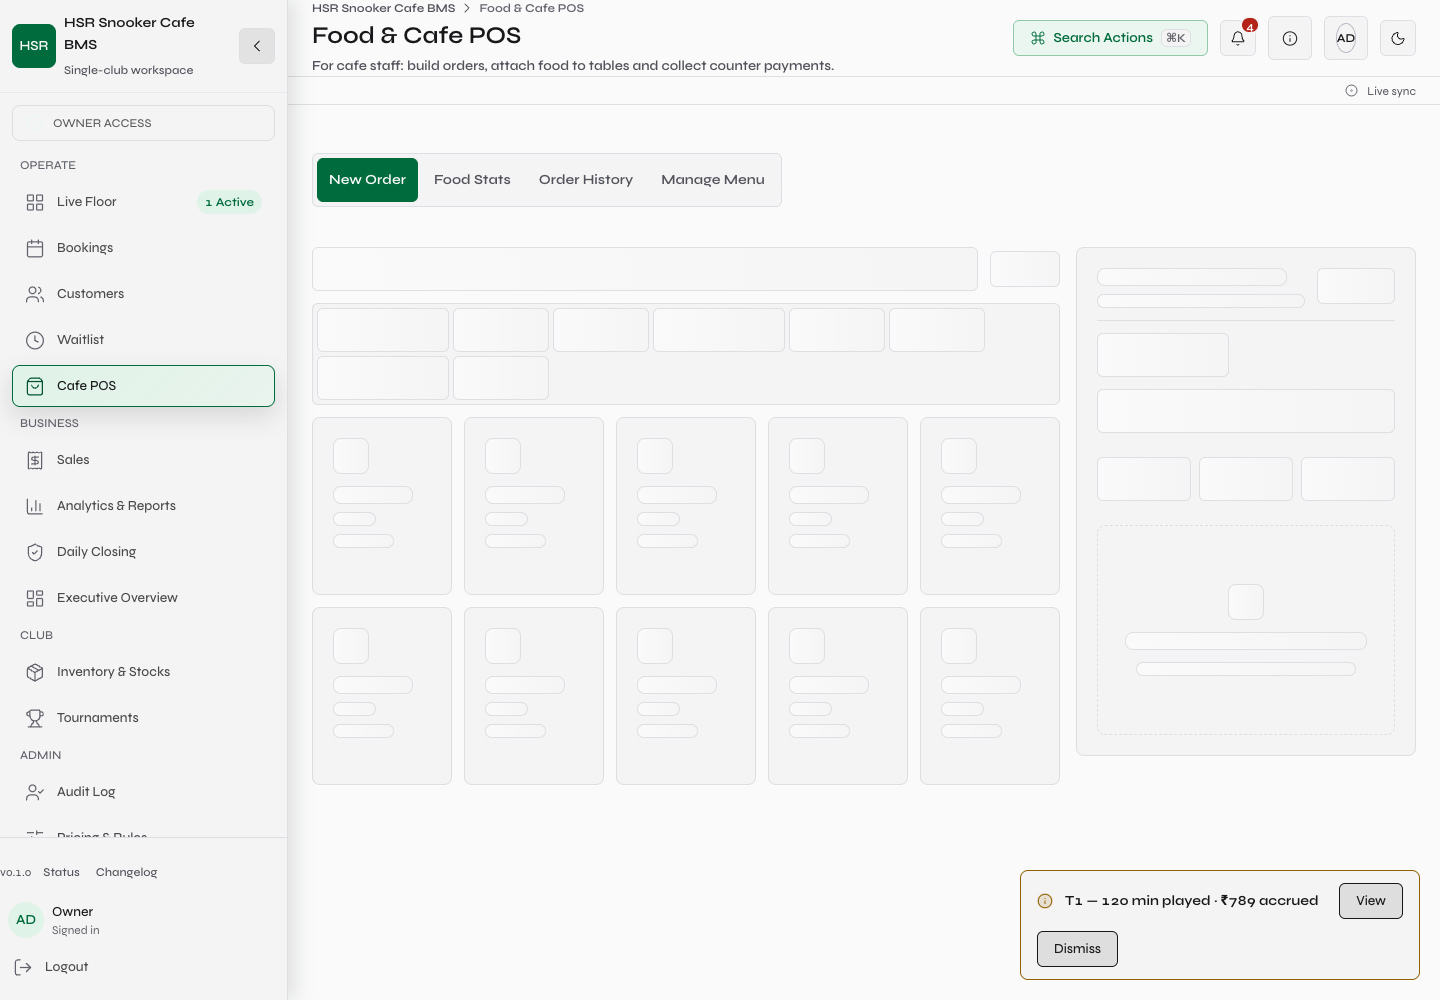 HSR
HSR Snooker Cafe
BMS
Single-club workspace
OWNER ACCESS
OPERATE
Live Floor
1 Active
Bookings
Customers
Waitlist
Cafe POS
BUSINESS
Sales
Analytics & Reports
Daily Closing
Executive Overview
CLUB
Inventory & Stocks
Tournaments
ADMIN
Audit Log
Pricing & Rules
v0.1.0 Status Changelog
AD
Owner
Signed in
Logout
HSR Snooker Cafe BMS > Food & Cafe POS
Food & Cafe POS
For cafe staff: build orders, attach food to tables and collect counter payments.
Search Actions ⌘K
4
AD
Live sync
New Order Food Stats Order History Manage Menu
T1 — 120 min played · ₹789 accrued
View
Dismiss